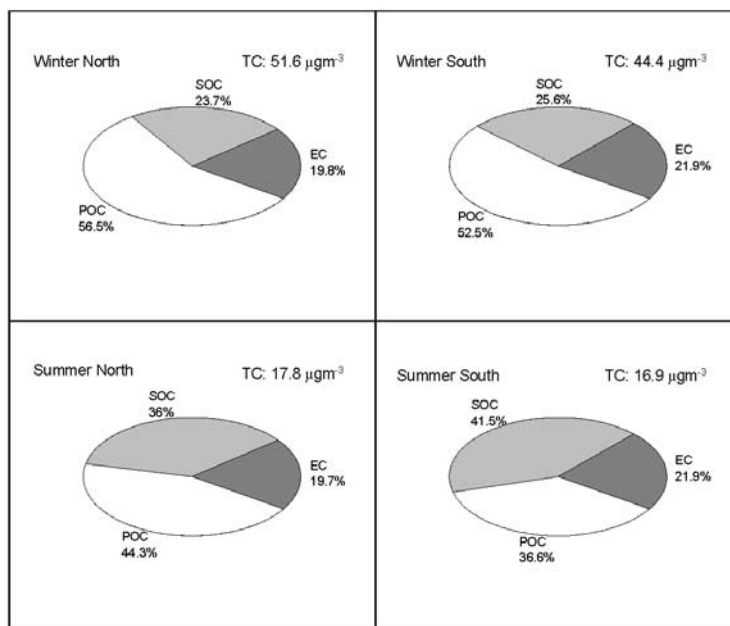 Winter North TC: 51.6 μgm-3
SOC
23.7%
EC
19.8%
POC
56.5%
Winter South TC: 44.4 μgm-3
SOC
25.6%
EC
21.9%
POC
52.5%
Summer North TC: 17.8 μgm-3
SOC
36%
EC
19.7%
POC
44.3%
Summer South TC: 16.9 μgm-3
SOC
41.5%
EC
21.9%
POC
36.6%